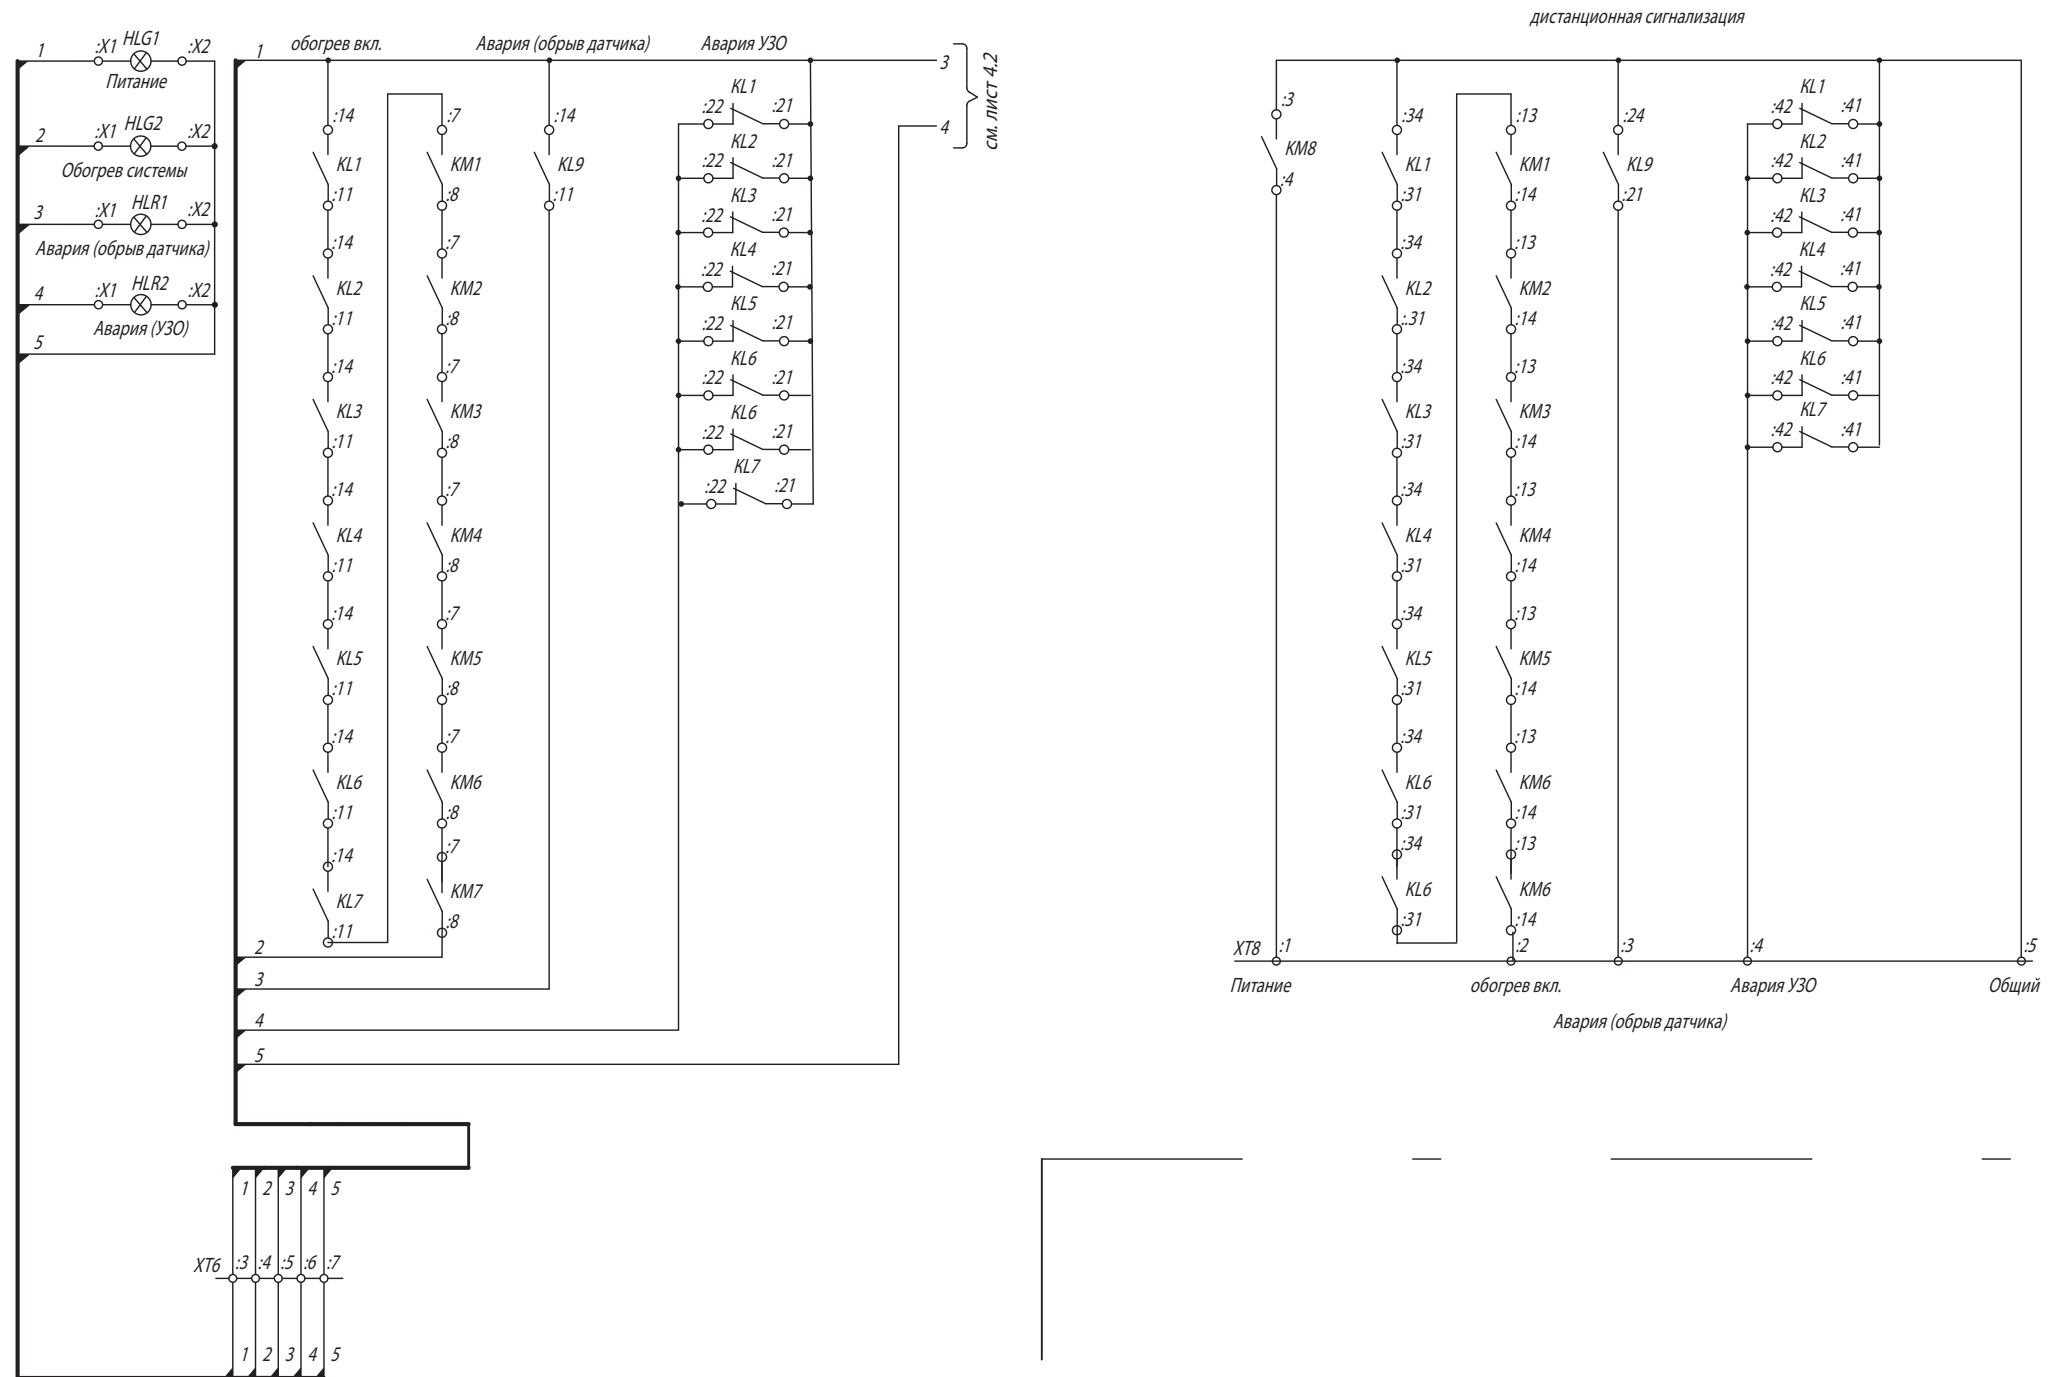 дистанционная сигнализация
1 :X1 HLG1 :X2
Питание
2 :X1 HLG2 :X2
Обогрев системы
3 :X1 HLR1 :X2
Авария (обрыв датчика)
4 :X1 HLR2 :X2
Авария (УЗО)
5
1 обогрев вкл. Авария (обрыв датчика) Авария УЗО
3
4
см. лист 4.2
:14
KL1
:11
:14
KL2
:11
:14
KL3
:11
:14
KL4
:11
:14
KL5
:11
:14
KL6
:11
:14
KL7
:11
:7
KM1
:8
:7
KM2
:8
:7
KM3
:8
:7
KM4
:8
:7
KM5
:8
:7
KM6
:8
:7
KM7
:8
:14
KL9
:11
KL1
:22 :21
KL2
:22 :21
KL3
:22 :21
KL4
:22 :21
KL5
:22 :21
KL6
:22 :21
KL6
:22 :21
KL7
:22 :21
2
3
4
5
1 2 3 4 5
XT6 :3 :4 :5 :6 :7
1 2 3 4 5
:3
KM8
:4
:34
KL1
:31
:34
KL2
:.31
:34
KL3
:31
:34
KL4
:31
:34
KL5
:31
:34
KL6
:31
:34
KL6
:31
:13
KM1
:14
:13
KM2
:14
:13
KM3
:14
:13
KM4
:14
:13
KM5
:14
:13
KM6
:14
:13
KM6
:14
:24
KL9
:21
KL1
:42 :41
KL2
:42 :41
KL3
:42 :41
KL4
:42 :41
KL5
:42 :41
KL6
:42 :41
KL7
:42 :41
XT8 :1 :2 :3 :4 :5
Питание обогрев вкл. Авария УЗО Общий
Авария (обрыв датчика)